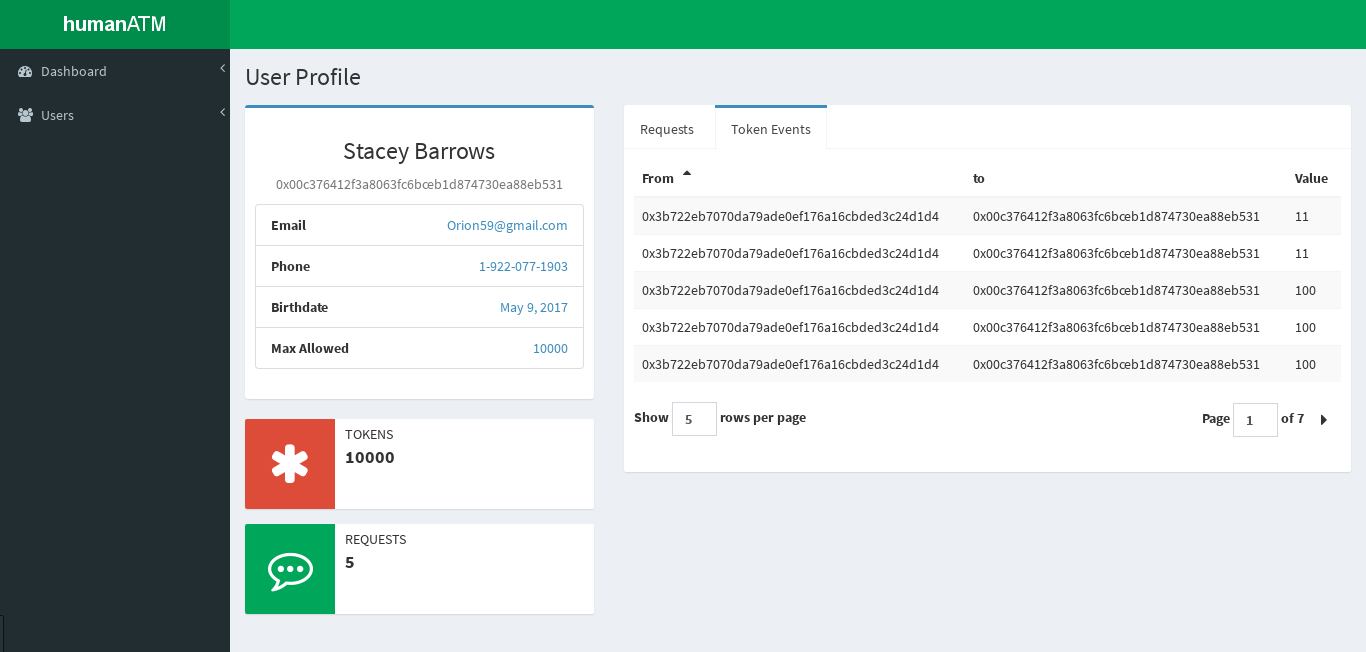 humanATM
Dashboard
Users
User Profile
Stacey Barrows
0x00c376412f3a8063fc6bceb1d874730ea88eb531
Email Orion59@gmail.com
Phone 1-922-077-1903
Birthdate May 9, 2017
Max Allowed 10000
TOKENS
10000
REQUESTS
5
Requests Token Events
From to Value
0x3b722eb7070da79ade0ef176a16cbded3c24d1d4 0x00c376412f3a8063fc6bceb1d874730ea88eb531 11
0x3b722eb7070da79ade0ef176a16cbded3c24d1d4 0x00c376412f3a8063fc6bceb1d874730ea88eb531 11
0x3b722eb7070da79ade0ef176a16cbded3c24d1d4 0x00c376412f3a8063fc6bceb1d874730ea88eb531 100
0x3b722eb7070da79ade0ef176a16cbded3c24d1d4 0x00c376412f3a8063fc6bceb1d874730ea88eb531 100
0x3b722eb7070da79ade0ef176a16cbded3c24d1d4 0x00c376412f3a8063fc6bceb1d874730ea88eb531 100
Show 5 rows per page Page 1 of 7